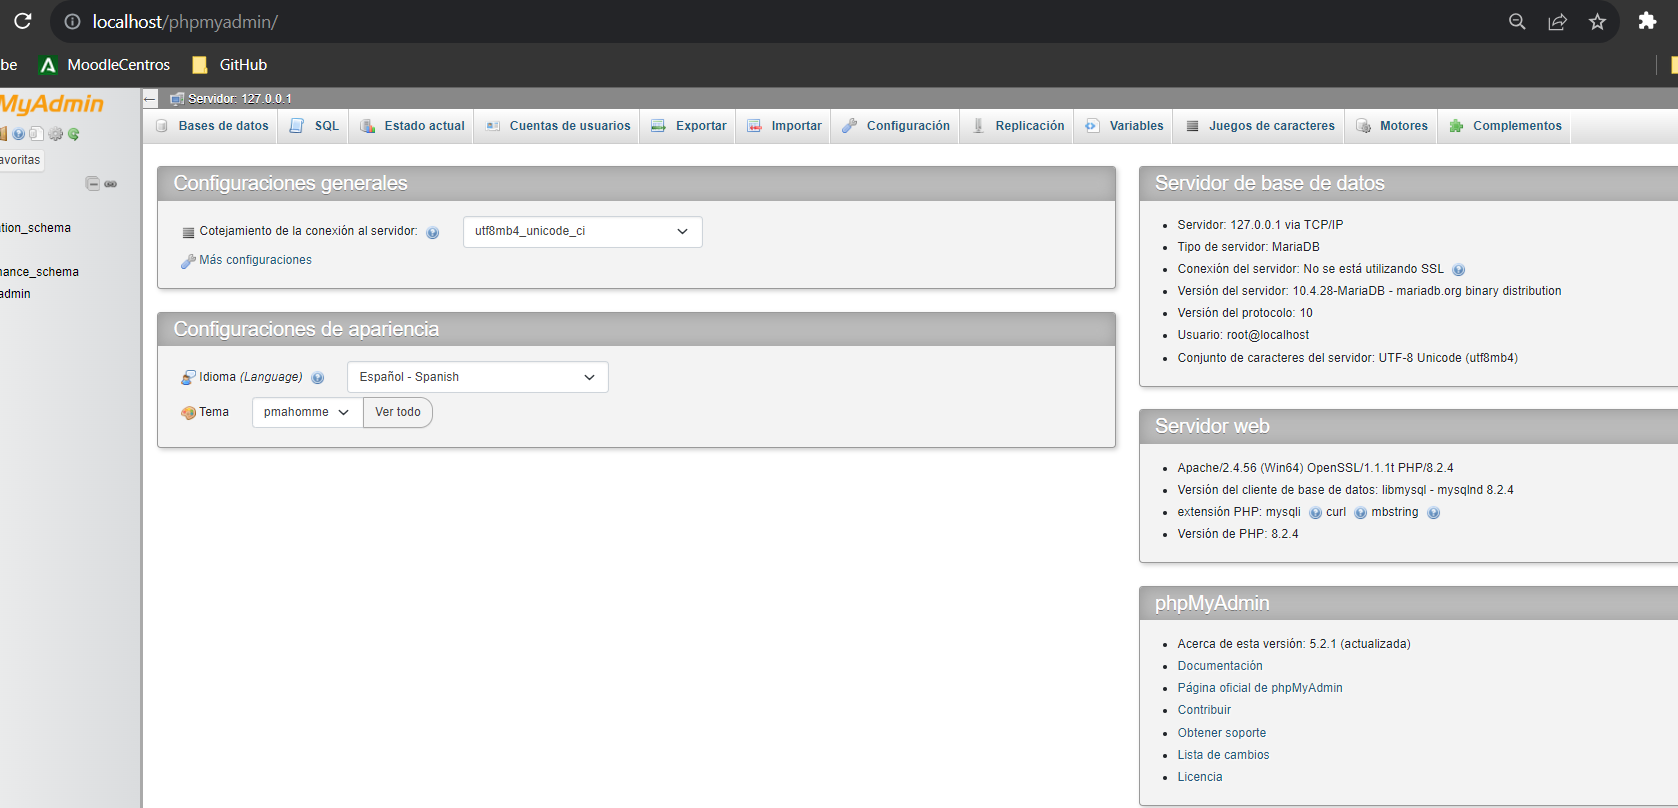 localhost/phpmyadmin/
be MoodleCentros GitHub
MyAdmin
avoritas
tion_schema
nance_schema
admin
Servidor: 127.0.0.1
Bases de datos SQL Estado actual Cuentas de usuarios Exportar Importar Configuración Replicación Variables Juegos de caracteres Motores Complementos
Configuraciones generales
Cotejamiento de la conexión al servidor: utf8mb4_unicode_ci
Más configuraciones
Configuraciones de apariencia
Idioma (Language) Español - Spanish
Tema pmahomme Ver todo
Servidor de base de datos
Servidor: 127.0.0.1 via TCP/IP
Tipo de servidor: MariaDB
Conexión del servidor: No se está utilizando SSL
Versión del servidor: 10.4.28-MariaDB - mariadb.org binary distribution
Versión del protocolo: 10
Usuario: root@localhost
Conjunto de caracteres del servidor: UTF-8 Unicode (utf8mb4)
Servidor web
Apache/2.4.56 (Win64) OpenSSL/1.1.1t PHP/8.2.4
Versión del cliente de base de datos: libmysql - mysqlnd 8.2.4
extensión PHP: mysqli curl mbstring
Versión de PHP: 8.2.4
phpMyAdmin
Acerca de esta versión: 5.2.1 (actualizada)
Documentación
Página oficial de phpMyAdmin
Contribuir
Obtener soporte
Lista de cambios
Licencia